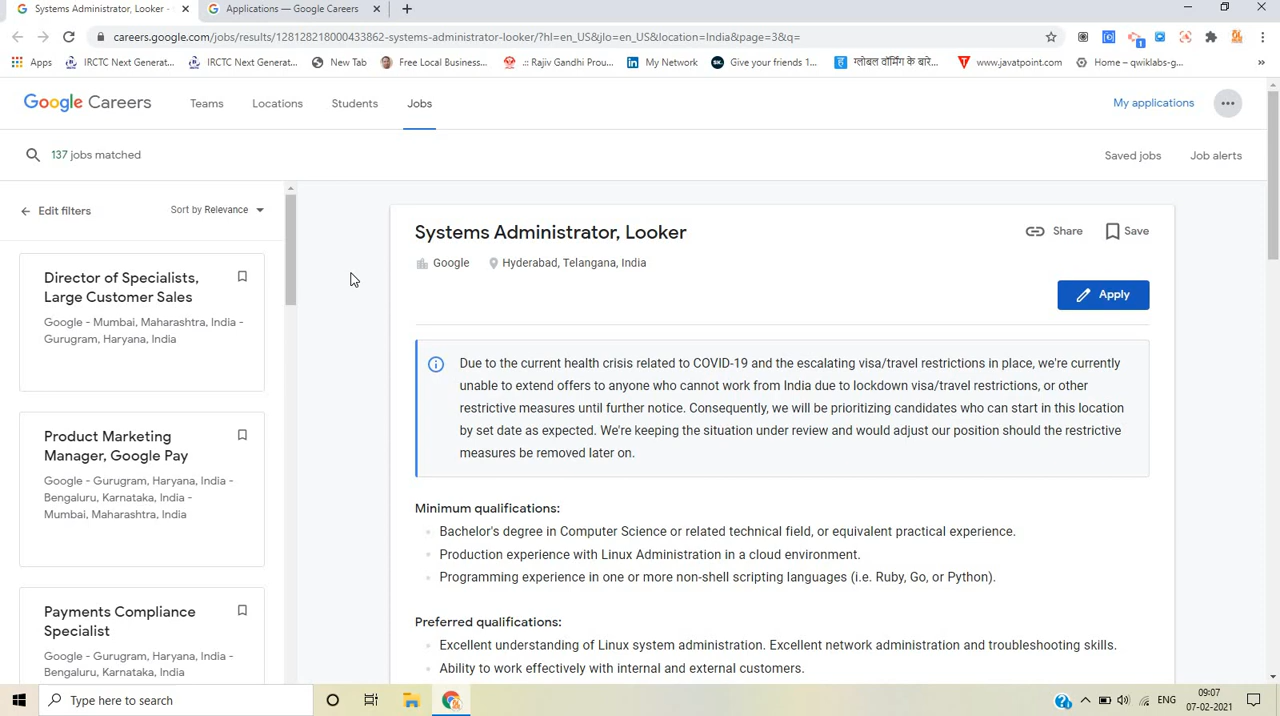 Systems Administrator, Looker -
Applications — Google Careers
careers.google.com/jobs/results/128128218000433862-systems-administrator-looker/?hl=en_US&jlo=en_US&location=India&page=3&q=
Apps
IRCTC Next Generat...
IRCTC Next Generat...
New Tab
Free Local Business...
.:: Rajiv Gandhi Prou...
My Network
Give your friends 1...
ग्लोबल वॉर्मिंग के बारे...
www.javatpoint.com
Home – qwiklabs-g...
»
Google Careers
Teams
Locations
Students
Jobs
My applications
137 jobs matched
Saved jobs
Job alerts
Edit filters
Sort by Relevance
Director of Specialists,
Large Customer Sales
Google - Mumbai, Maharashtra, India -
Gurugram, Haryana, India
Product Marketing
Manager, Google Pay
Google - Gurugram, Haryana, India -
Bengaluru, Karnataka, India -
Mumbai, Maharashtra, India
Payments Compliance
Specialist
Google - Gurugram, Haryana, India -
Bengaluru, Karnataka, India
Systems Administrator, Looker
Share
Save
Google
Hyderabad, Telangana, India
Apply
Due to the current health crisis related to COVID-19 and the escalating visa/travel restrictions in place, we're currently
unable to extend offers to anyone who cannot work from India due to lockdown visa/travel restrictions, or other
restrictive measures until further notice. Consequently, we will be prioritizing candidates who can start in this location
by set date as expected. We're keeping the situation under review and would adjust our position should the restrictive
measures be removed later on.
Minimum qualifications:
Bachelor's degree in Computer Science or related technical field, or equivalent practical experience.
Production experience with Linux Administration in a cloud environment.
Programming experience in one or more non-shell scripting languages (i.e. Ruby, Go, or Python).
Preferred qualifications:
Excellent understanding of Linux system administration. Excellent network administration and troubleshooting skills.
Ability to work effectively with internal and external customers.
Type here to search
ENG
09:07
07-02-2021